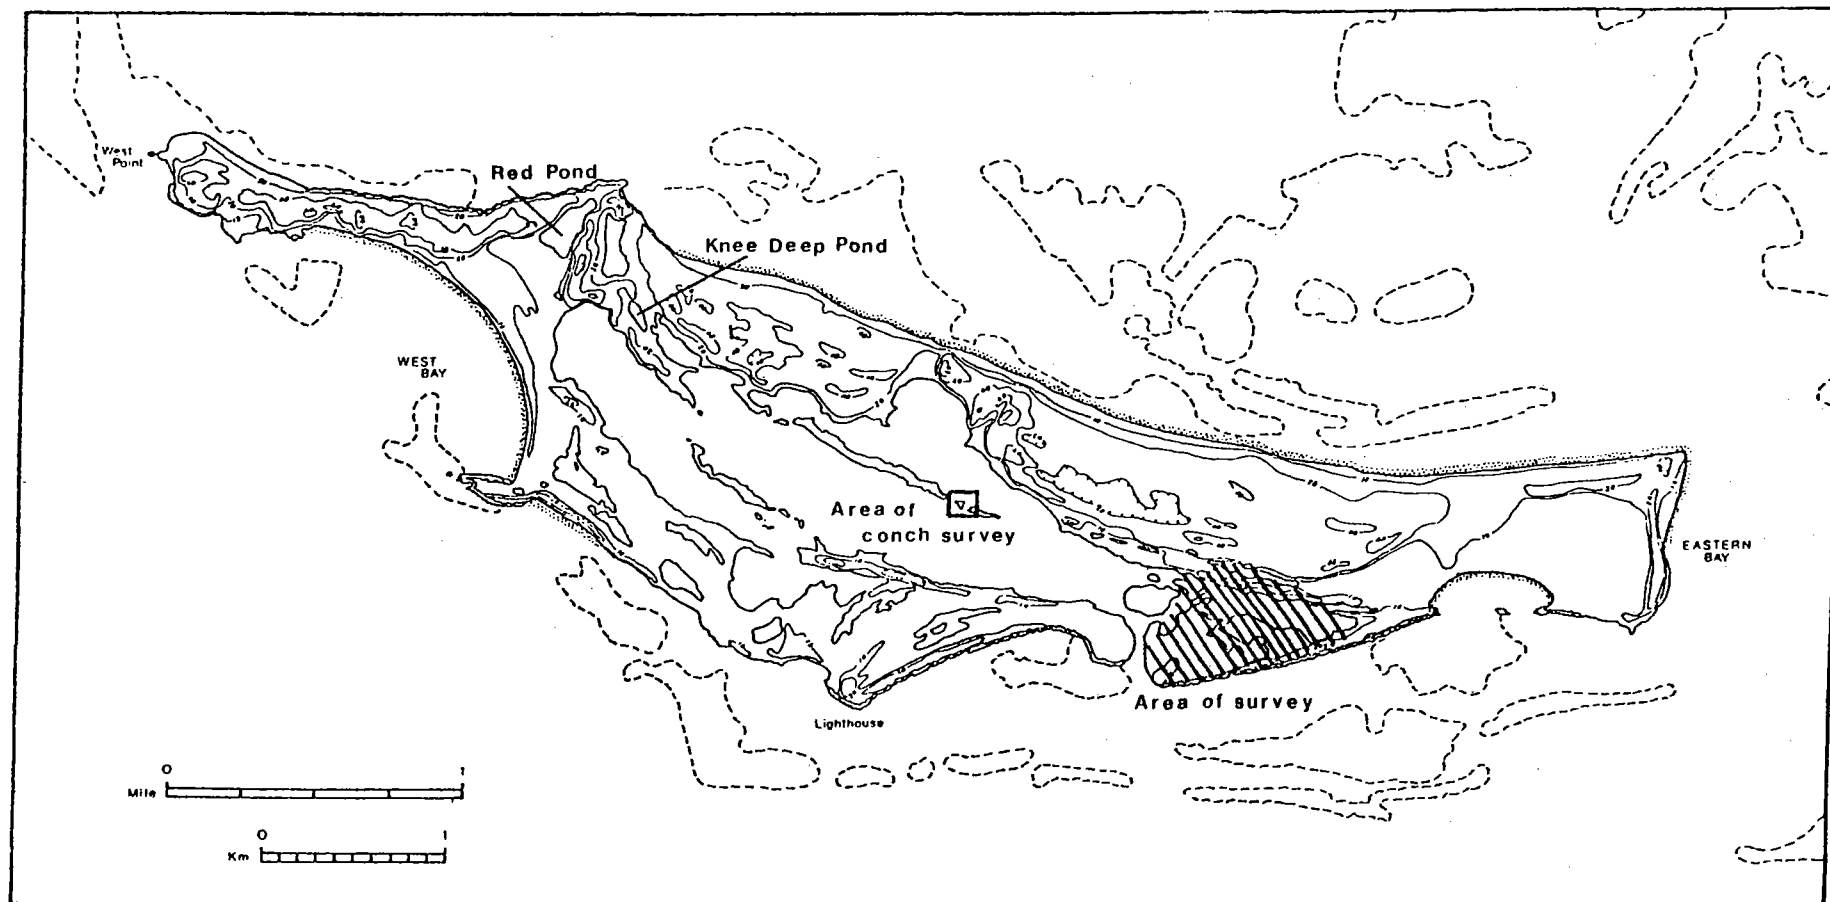 West
Point
Red Pond
Knee Deep Pond
WEST
BAY
Area of
conch survey
EASTERN
BAY
Area of survey
Lighthouse
0 1
Mile
0 1
Km